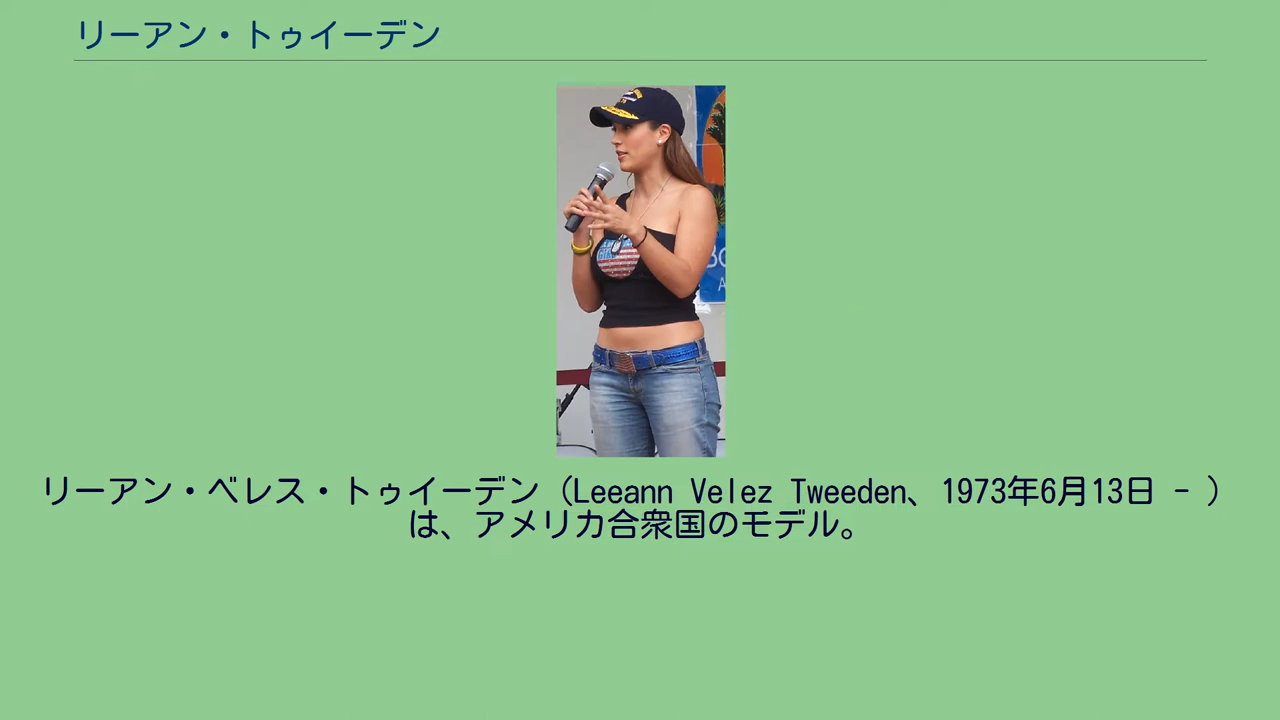 リーアン・トゥイーデン
リーアン・ベレス・トゥイーデン（Leeann Velez Tweeden、1973年6月13日 - ）
は、アメリカ合衆国のモデル。